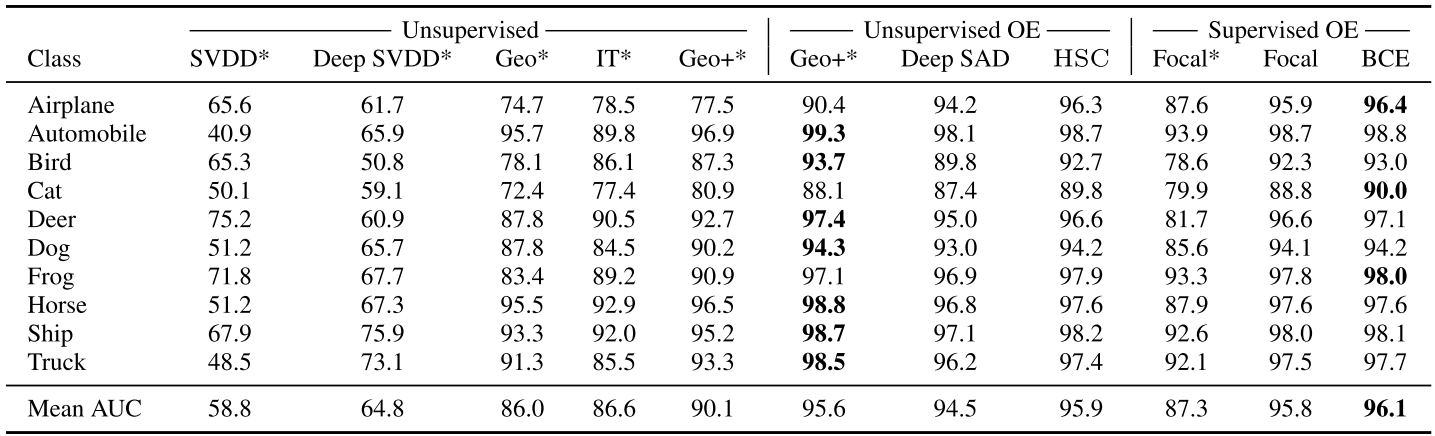 Unsupervised Unsupervised OE Supervised OE
Class SVDD* Deep SVDD* Geo* IT* Geo+* Geo+* Deep SAD HSC Focal* Focal BCE
Airplane 65.6 61.7 74.7 78.5 77.5 90.4 94.2 96.3 87.6 95.9 96.4
Automobile 40.9 65.9 95.7 89.8 96.9 99.3 98.1 98.7 93.9 98.7 98.8
Bird 65.3 50.8 78.1 86.1 87.3 93.7 89.8 92.7 78.6 92.3 93.0
Cat 50.1 59.1 72.4 77.4 80.9 88.1 87.4 89.8 79.9 88.8 90.0
Deer 75.2 60.9 87.8 90.5 92.7 97.4 95.0 96.6 81.7 96.6 97.1
Dog 51.2 65.7 87.8 84.5 90.2 94.3 93.0 94.2 85.6 94.1 94.2
Frog 71.8 67.7 83.4 89.2 90.9 97.1 96.9 97.9 93.3 97.8 98.0
Horse 51.2 67.3 95.5 92.9 96.5 98.8 96.8 97.6 87.9 97.6 97.6
Ship 67.9 75.9 93.3 92.0 95.2 98.7 97.1 98.2 92.6 98.0 98.1
Truck 48.5 73.1 91.3 85.5 93.3 98.5 96.2 97.4 92.1 97.5 97.7
Mean AUC 58.8 64.8 86.0 86.6 90.1 95.6 94.5 95.9 87.3 95.8 96.1